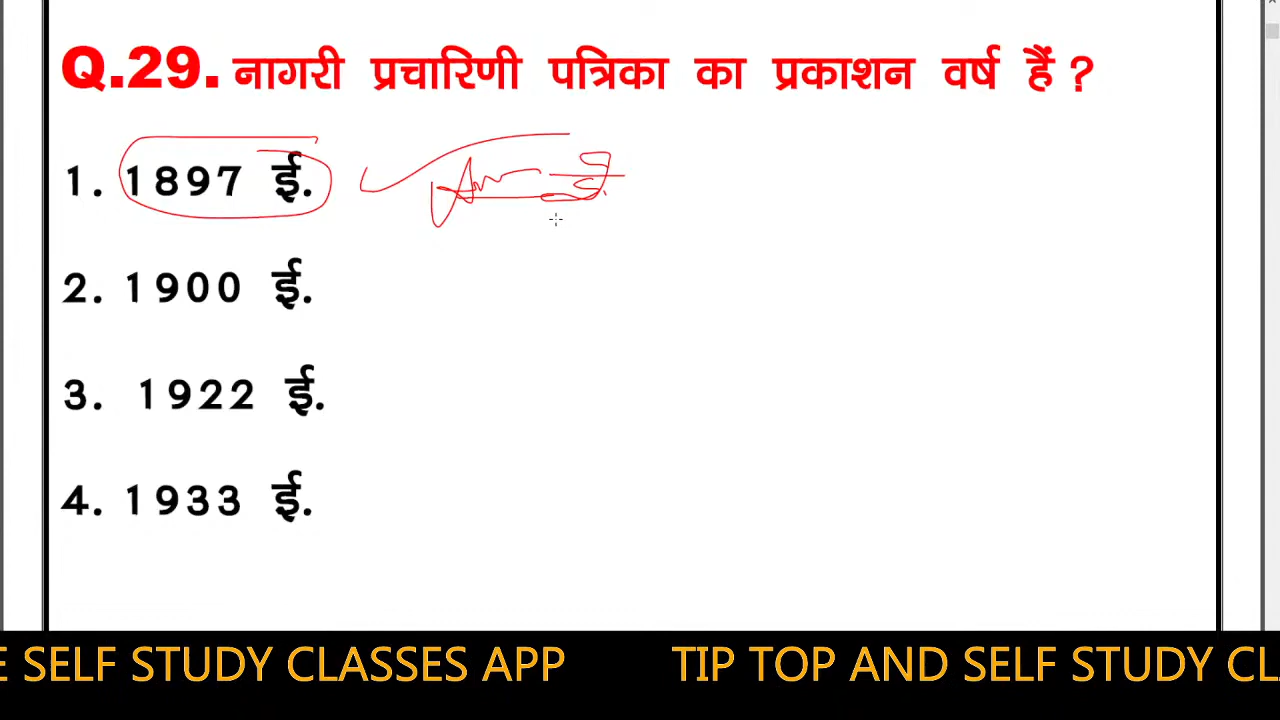 Q.29. नागरी प्रचारिणी पत्रिका का प्रकाशन वर्ष हैं ?
1. 1897 ई.
2. 1900 ई.
3. 1922 ई.
4. 1933 ई.
E SELF STUDY CLASSES APP TIP TOP AND SELF STUDY CL